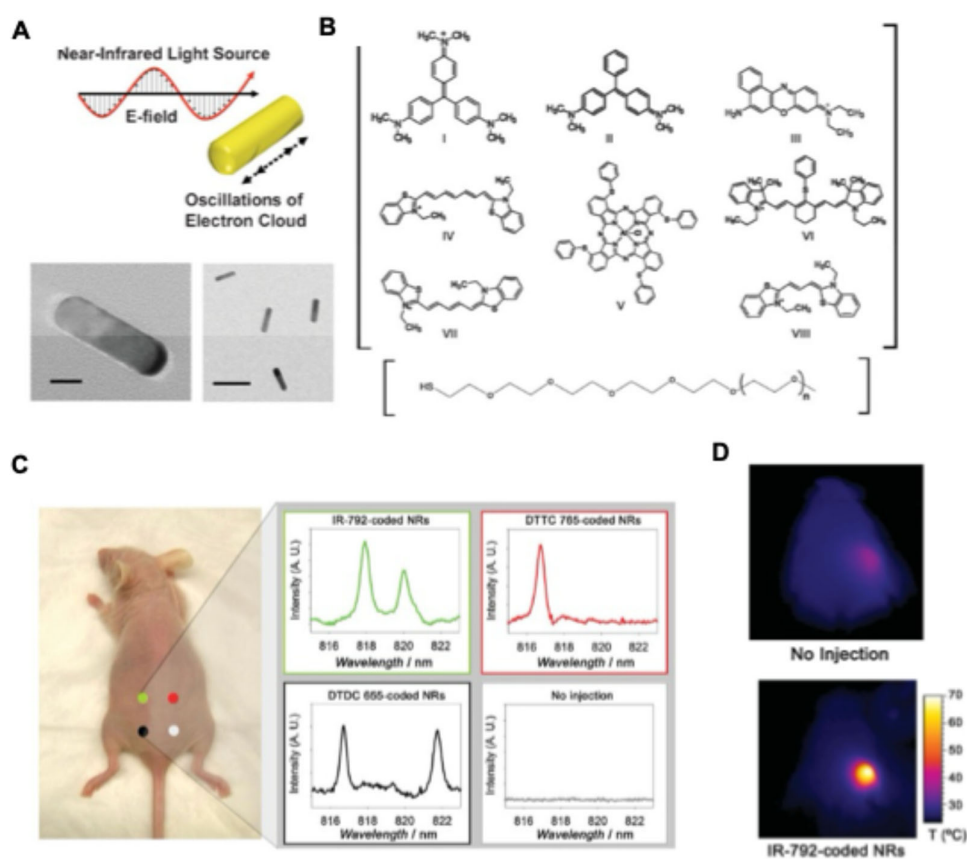 A
Near-Infrared Light Source
E-field
Oscillations of
Electron Cloud
B
I
II
III
IV
V
VI
VII
VIII
HS
n
C
IR-792-coded NRs
Intensity (A. U.)
816 818 820 822
Wavelength / nm
DTTC 765-coded NRs
Intensity (A. U.)
816 818 820 822
Wavelength / nm
DTDC 655-coded NRs
Intensity (A. U.)
816 818 820 822
Wavelength / nm
No injection
Intensity (A. U.)
816 818 820 822
Wavelength / nm
D
No Injection
70
60
50
40
30
T (ºC)
IR-792-coded NRs